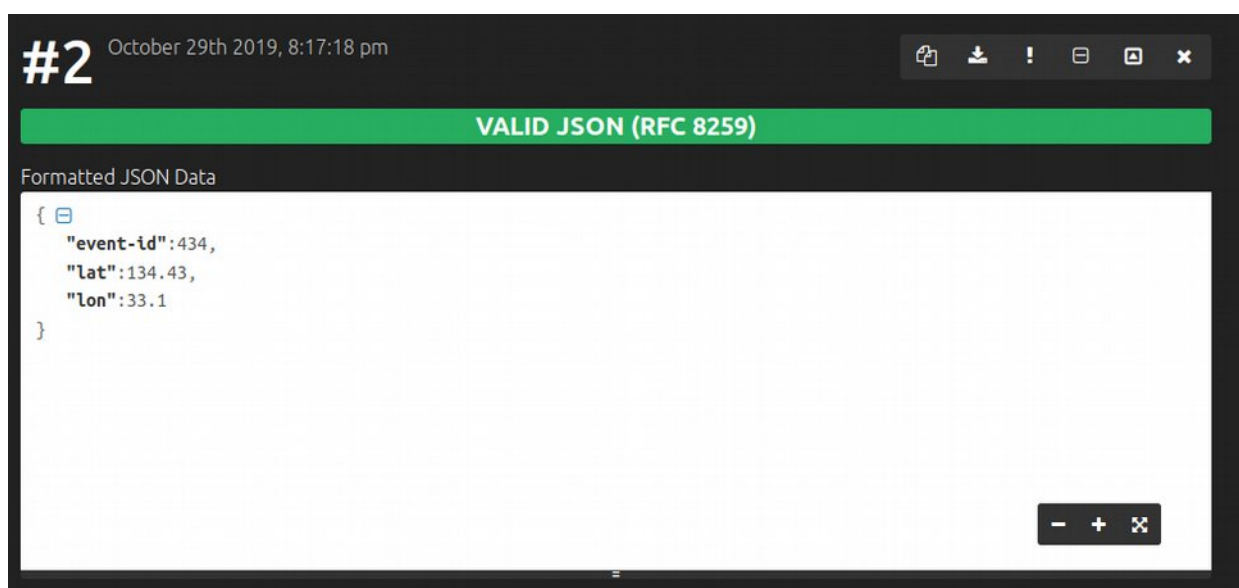 #2 October 29th 2019, 8:17:18 pm
VALID JSON (RFC 8259)
Formatted JSON Data
{
"event-id":434,
"lat":134.43,
"lon":33.1
}